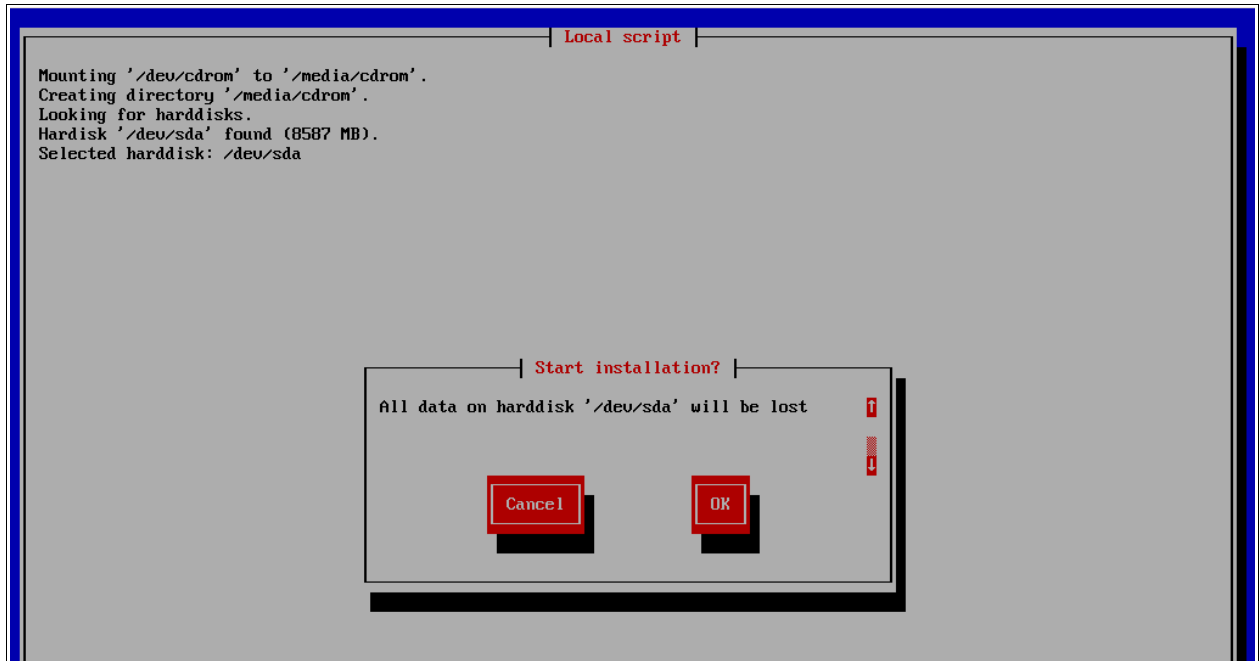 Local script
Mounting '/dev/cdrom' to '/media/cdrom'.
Creating directory '/media/cdrom'.
Looking for harddisks.
Hardisk '/dev/sda' found (8587 MB).
Selected harddisk: /dev/sda
Start installation?
All data on harddisk '/dev/sda' will be lost
Cancel OK